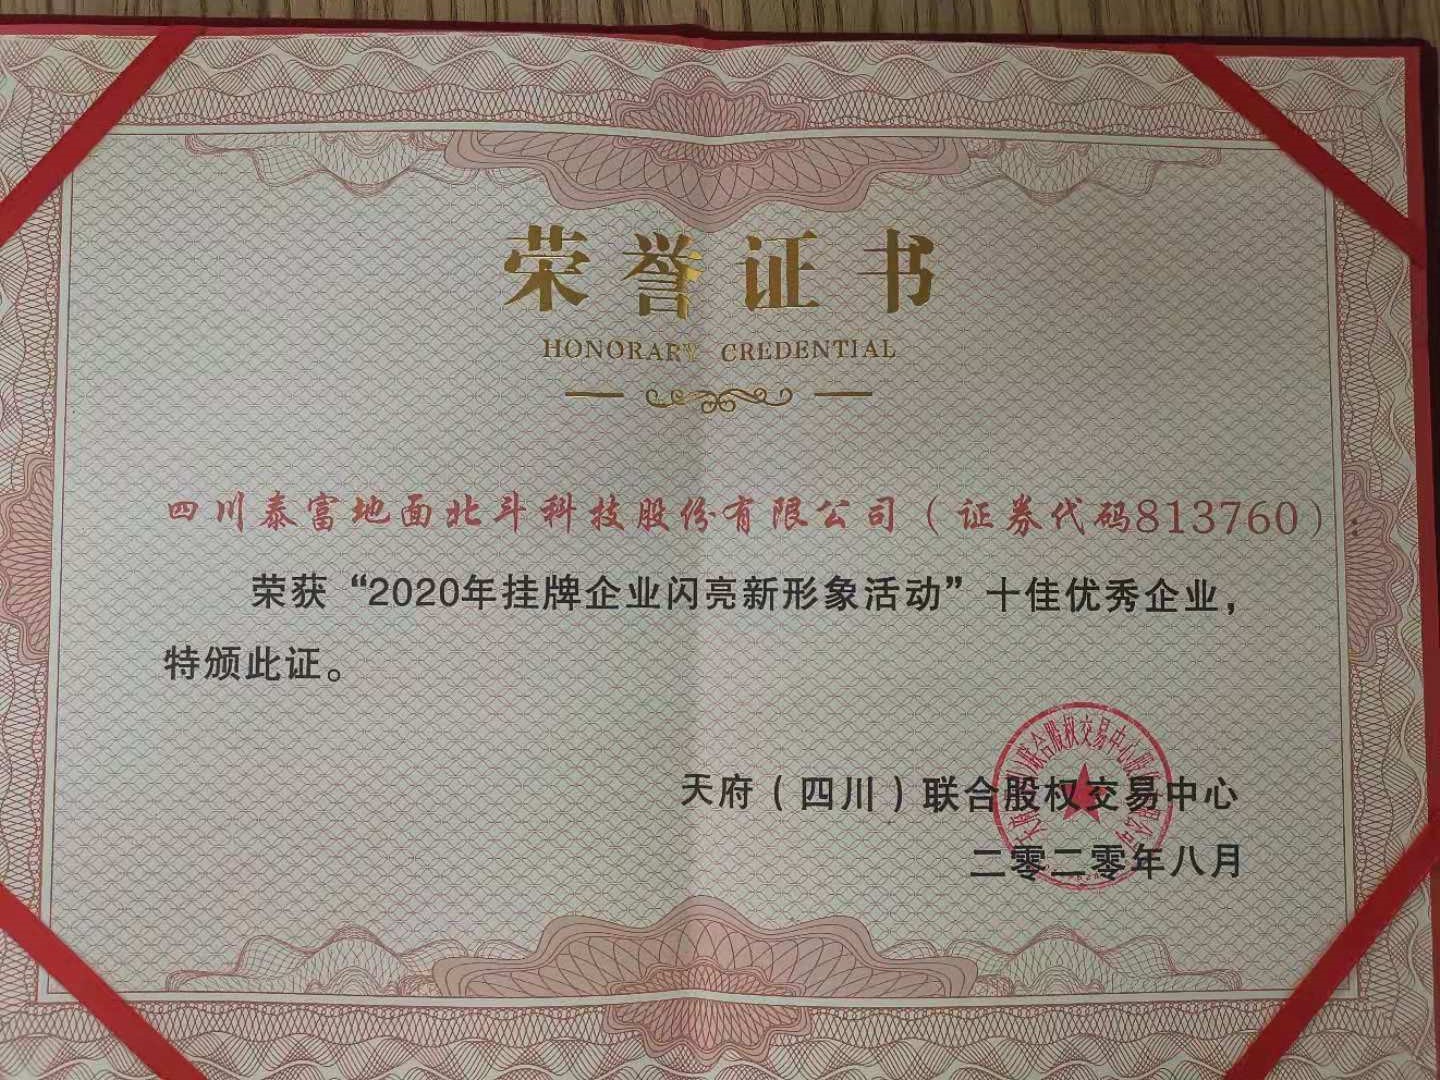 荣誉证书
HONORARY CREDENTIAL
四川泰富地面北斗科技股份有限公司（证券代码813760）：
荣获“2020年挂牌企业闪亮新形象活动”十佳优秀企业，
特颁此证。
天府（四川）联合股权交易中心
二零二零年八月